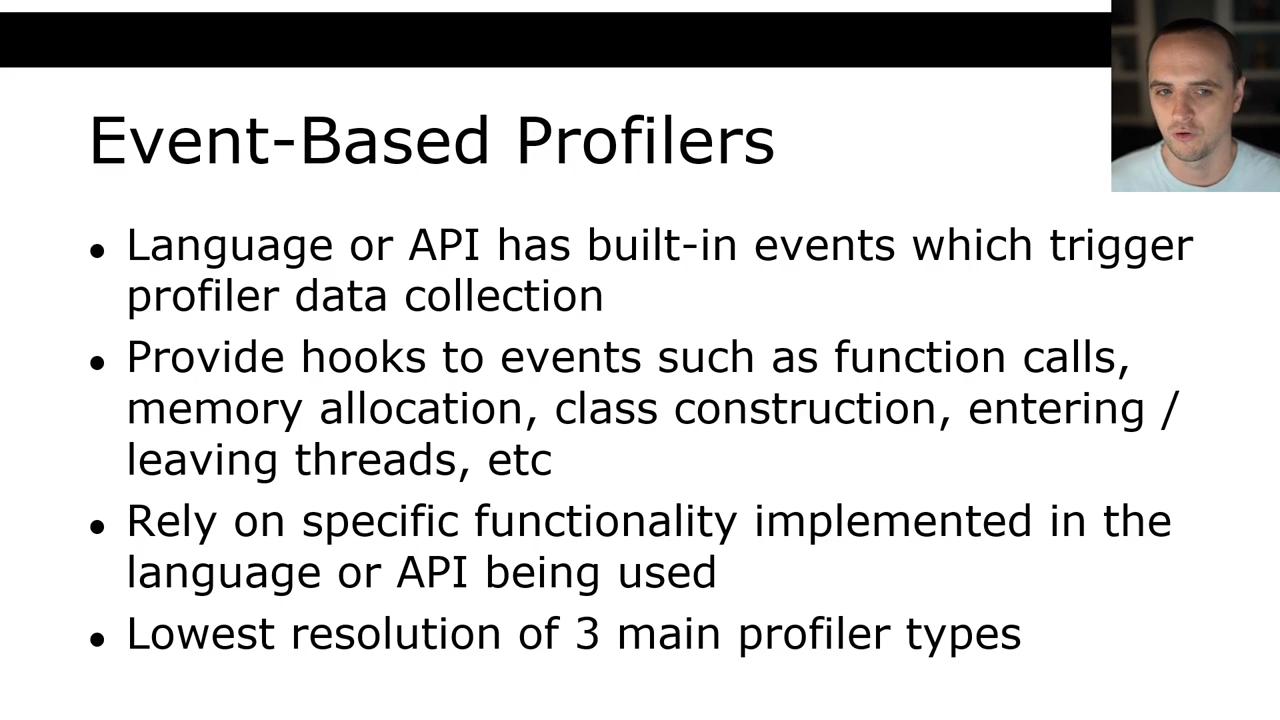 Event-Based Profilers
● Language or API has built-in events which trigger
profiler data collection
● Provide hooks to events such as function calls,
memory allocation, class construction, entering /
leaving threads, etc
● Rely on specific functionality implemented in the
language or API being used
● Lowest resolution of 3 main profiler types